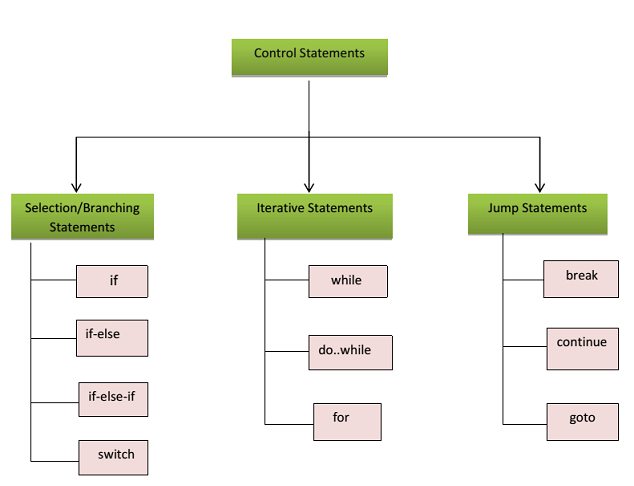 Control Statements
Selection/Branching
Statements
if
if-else
if-else-if
switch
Iterative Statements
while
do..while
for
Jump Statements
break
continue
goto